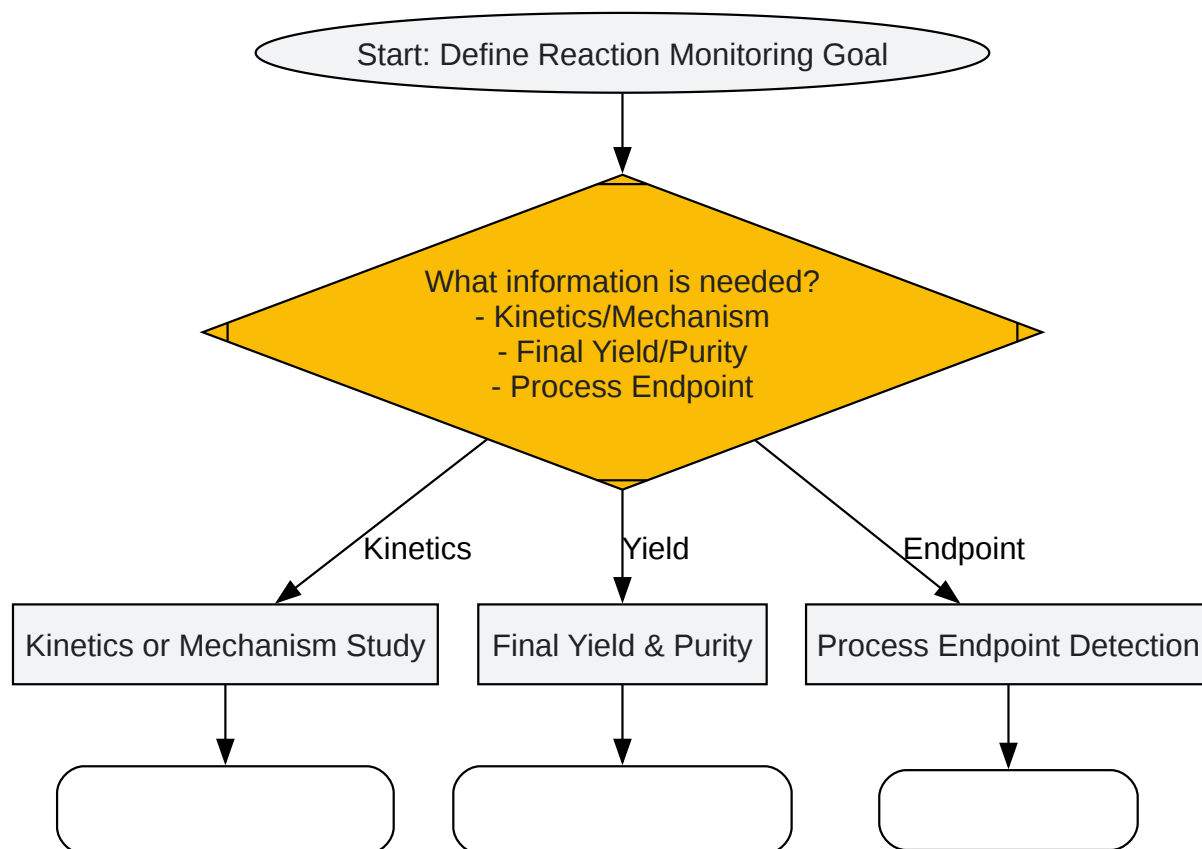 Start: Define Reaction Monitoring Goal
What information is needed?
- Kinetics/Mechanism
- Final Yield/Purity
- Process Endpoint
Kinetics
Yield
Endpoint
Kinetics or Mechanism Study
Final Yield & Purity
Process Endpoint Detection